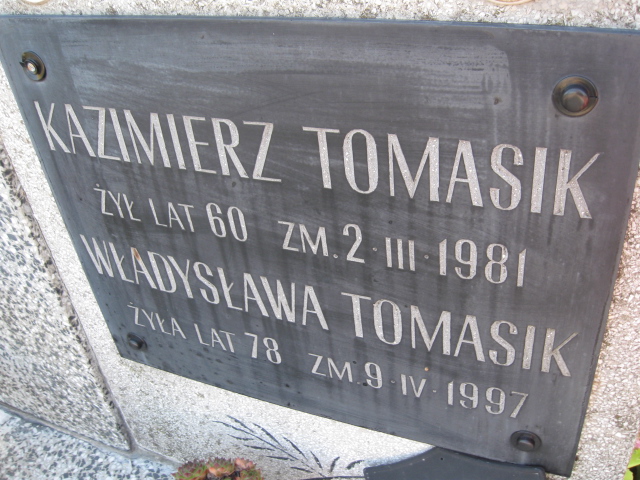 KAZIMIERZ TOMASIK
ŻYŁ LAT 60 ZM. 2·III·1981
WŁADYSŁAWA TOMASIK
ŻYŁA LAT 78 ZM. 9·IV·1997